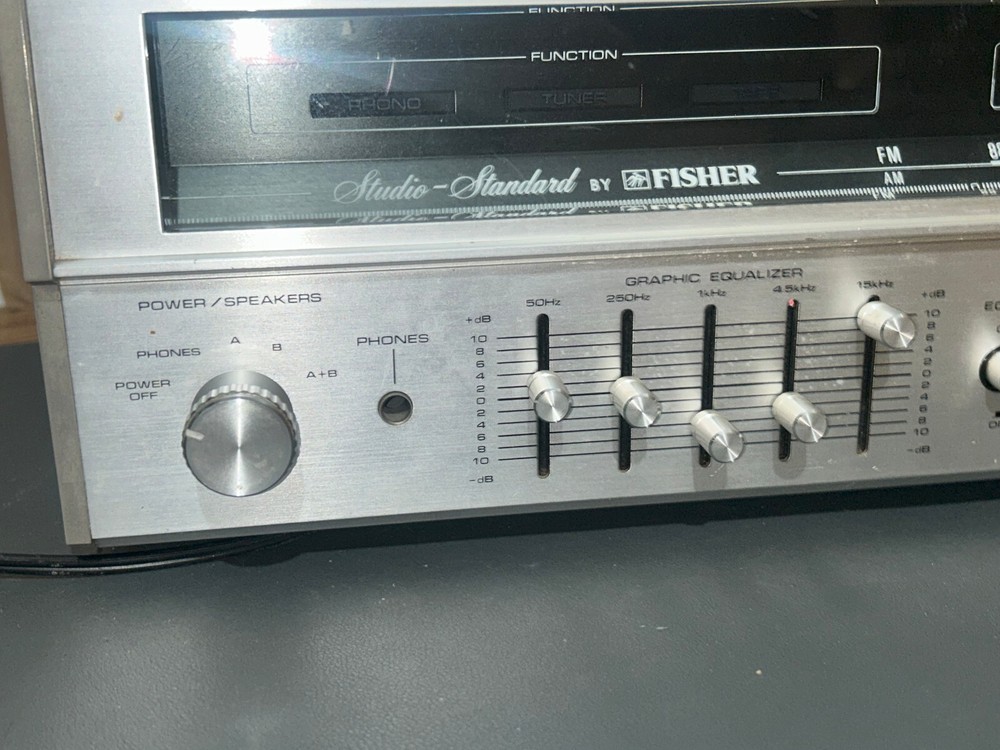 FUNCTION
FUNCTION
PHONO TUNER TAPE
Studio-Standard BY FISHER
FM
88
AM
POWER/SPEAKERS
PHONES
A
B
A+B
POWER
OFF
PHONES
GRAPHIC EQUALIZER
50Hz 250Hz 1kHz 4.5kHz 15kHz
+dB +dB
10 10
8 8
6 6
4 4
2 2
0 0
2 2
4 4
6 6
8 8
10 10
-dB -dB